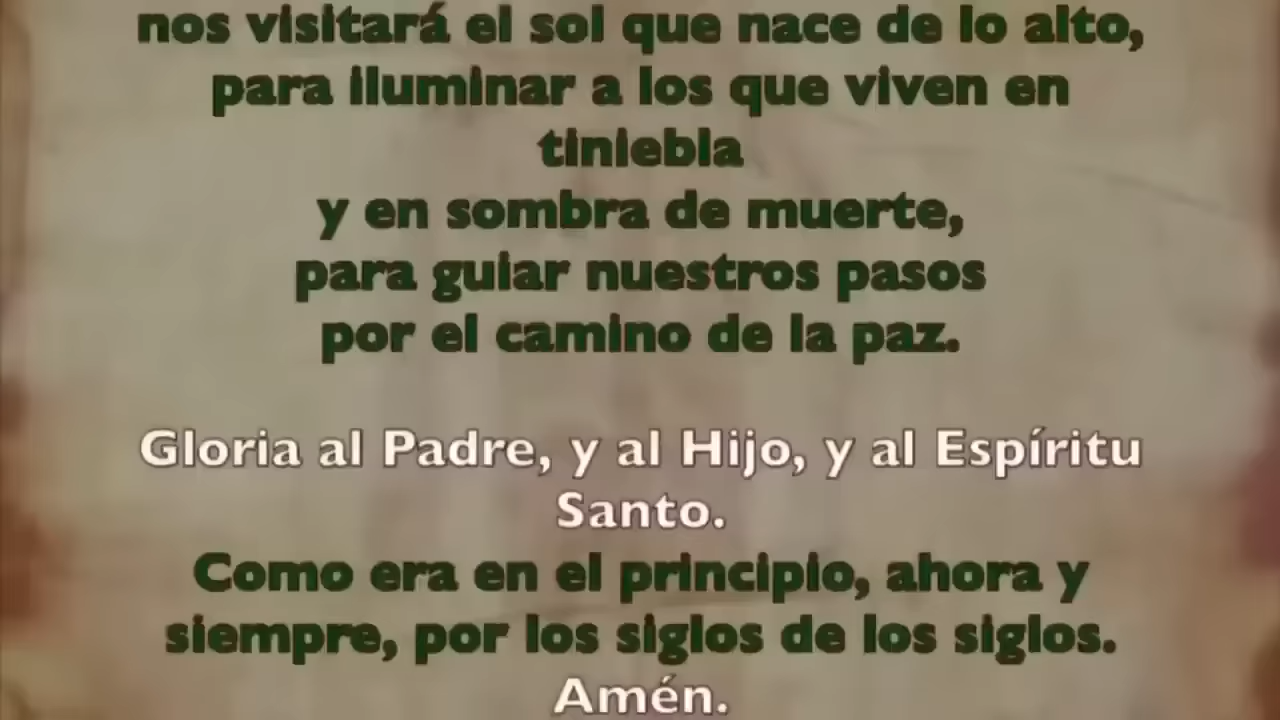 nos visitará el sol que nace de lo alto,
para iluminar a los que viven en
tiniebla
y en sombra de muerte,
para guiar nuestros pasos
por el camino de la paz.
Gloria al Padre, y al Hijo, y al Espíritu
Santo.
Como era en el principio, ahora y
siempre, por los siglos de los siglos.
Amén.